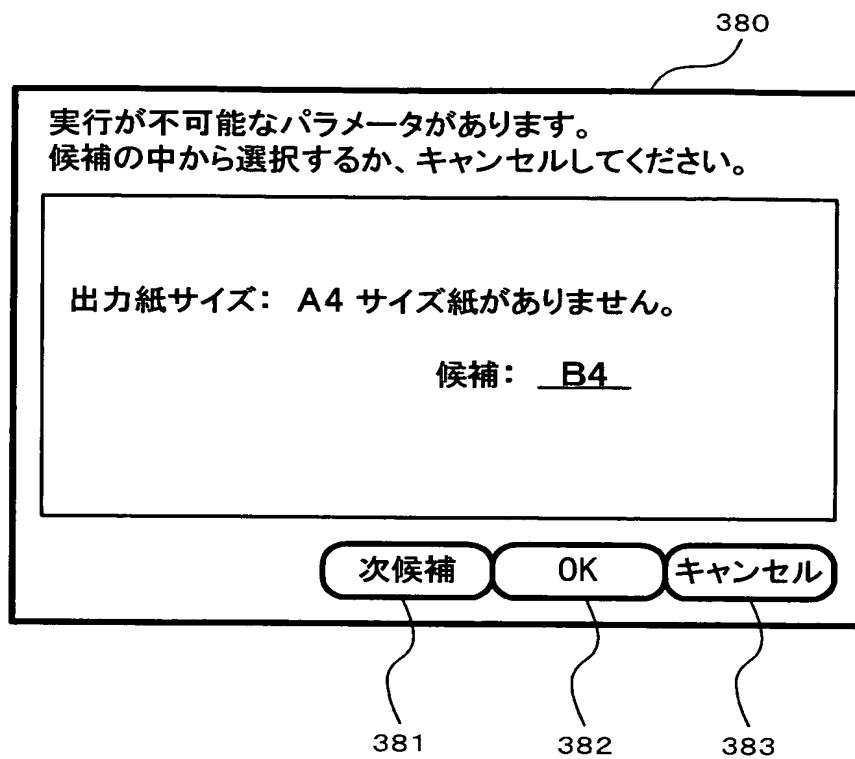 380
実行が不可能なパラメータがあります。
候補の中から選択するか、キャンセルしてください。
出力紙サイズ： A4 サイズ紙がありません。
候補： B4
次候補 OK キャンセル
381 382 383